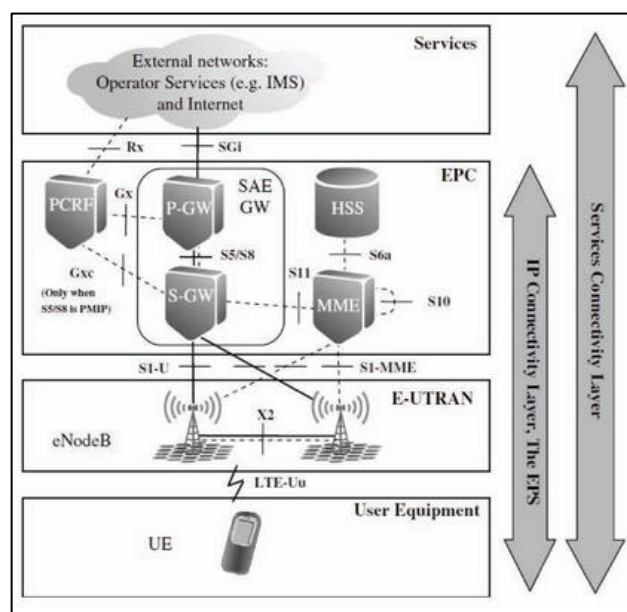 Services
External networks:
Operator Services (e.g. IMS)
and Internet
Rx
SGi
EPC
SAE
GW
PCRF
Gx
P-GW
HSS
S5/S8
S6a
Gxc
(Only when
S5/S8 is PMIP)
S-GW
S11
MME
S10
S1-U
S1-MME
E-UTRAN
X2
eNodeB
LTE-Uu
User Equipment
UE
IP Connectivity Layer, The EPS
Services Connectivity Layer